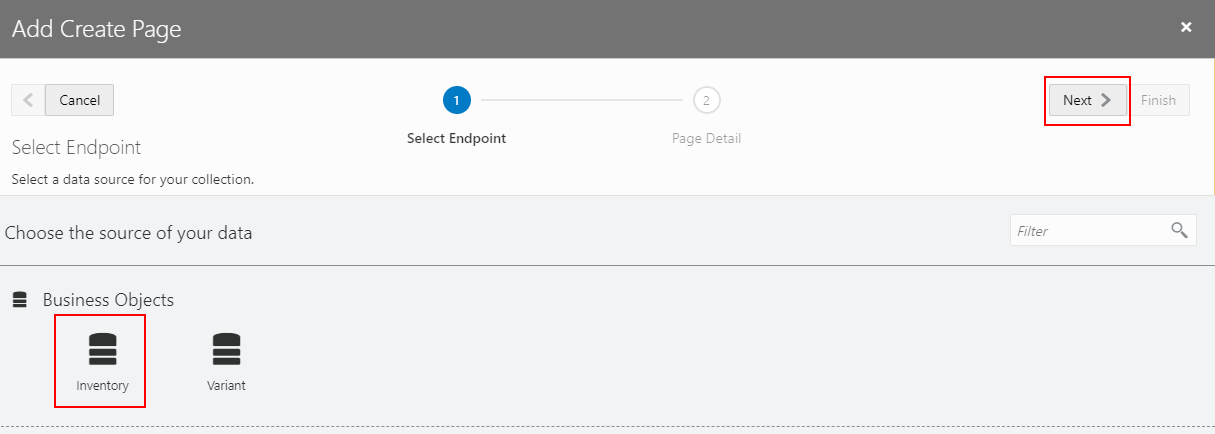 Add Create Page
Cancel
1
2
Next
Finish
Select Endpoint
Page Detail
Select Endpoint
Select a data source for your collection.
Choose the source of your data
Filter
Business Objects
Inventory
Variant